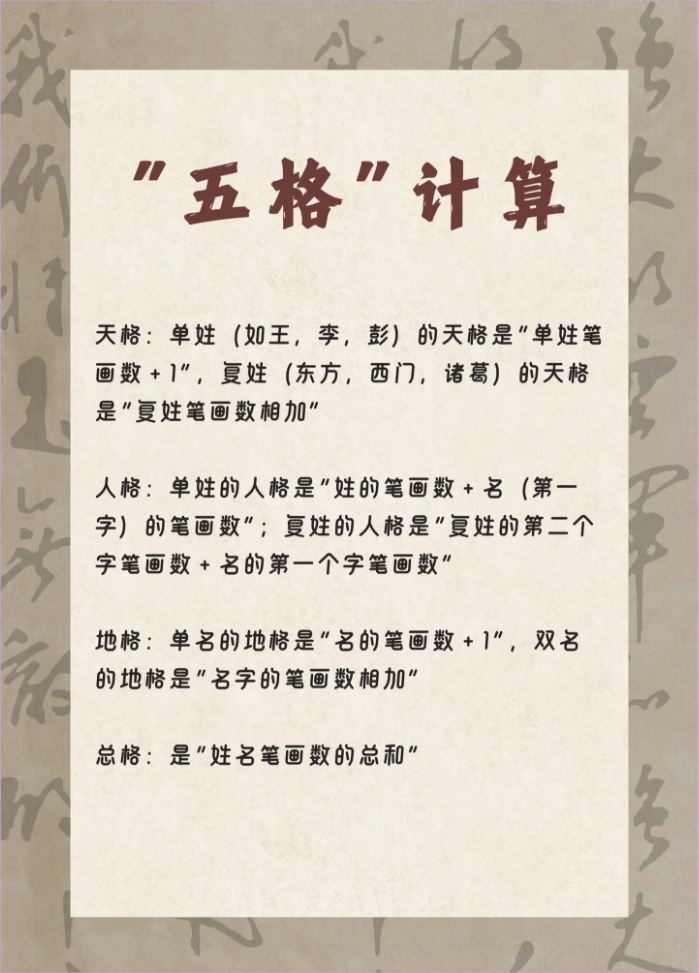 "五格"计算
天格：单姓（如王，李，彭）的天格是"单姓笔
画数+1"，复姓（东方，西门，诸葛）的天格
是"复姓笔画数相加"
人格：单姓的人格是"姓的笔画数+名（第一
字）的笔画数"；复姓的人格是"复姓的第二个
字笔画数+名的第一个字笔画数"
地格：单名的地格是"名的笔画数+1"，双名
的地格是"名字的笔画数相加"
总格：是"姓名笔画数的总和"